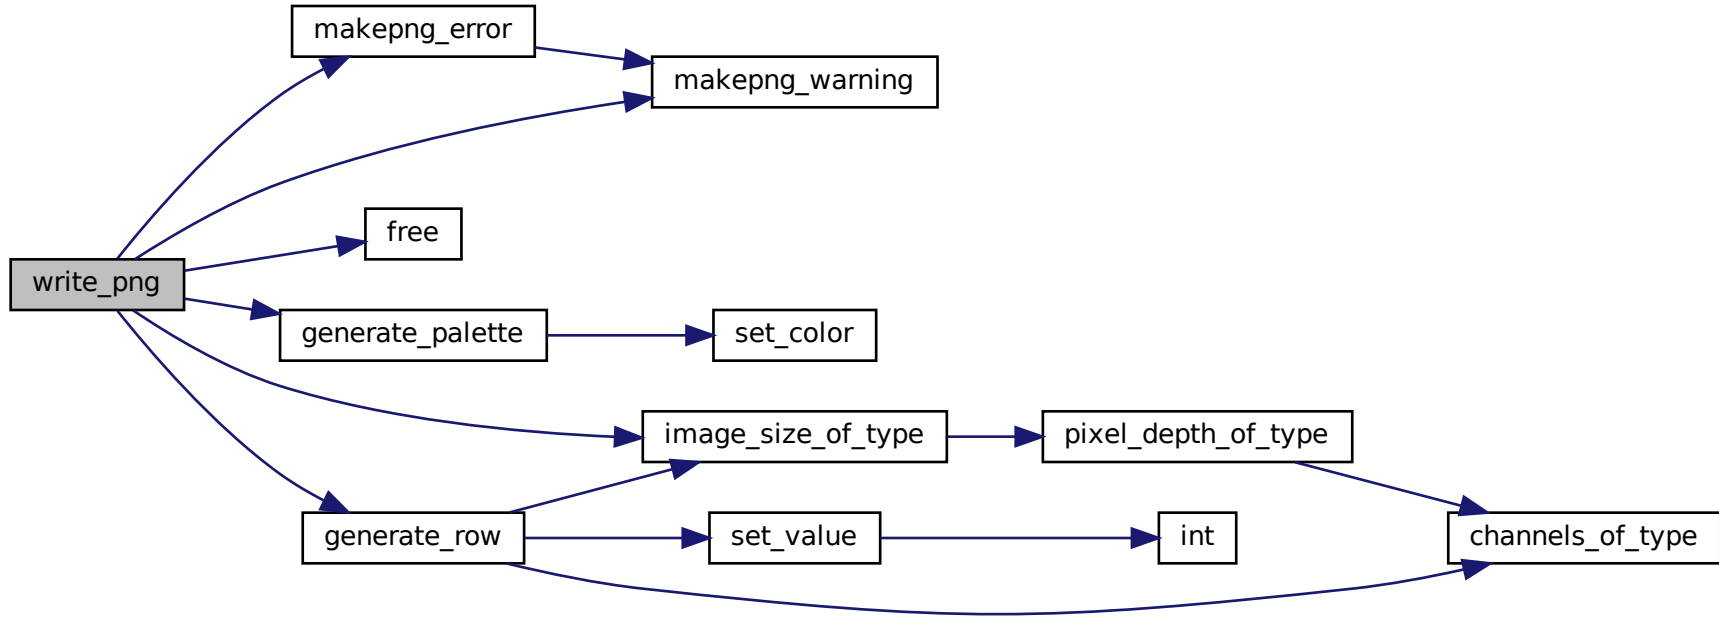 makepng_error
makepng_warning
free
write_png
generate_palette
set_color
image_size_of_type
pixel_depth_of_type
generate_row
set_value
int
channels_of_type